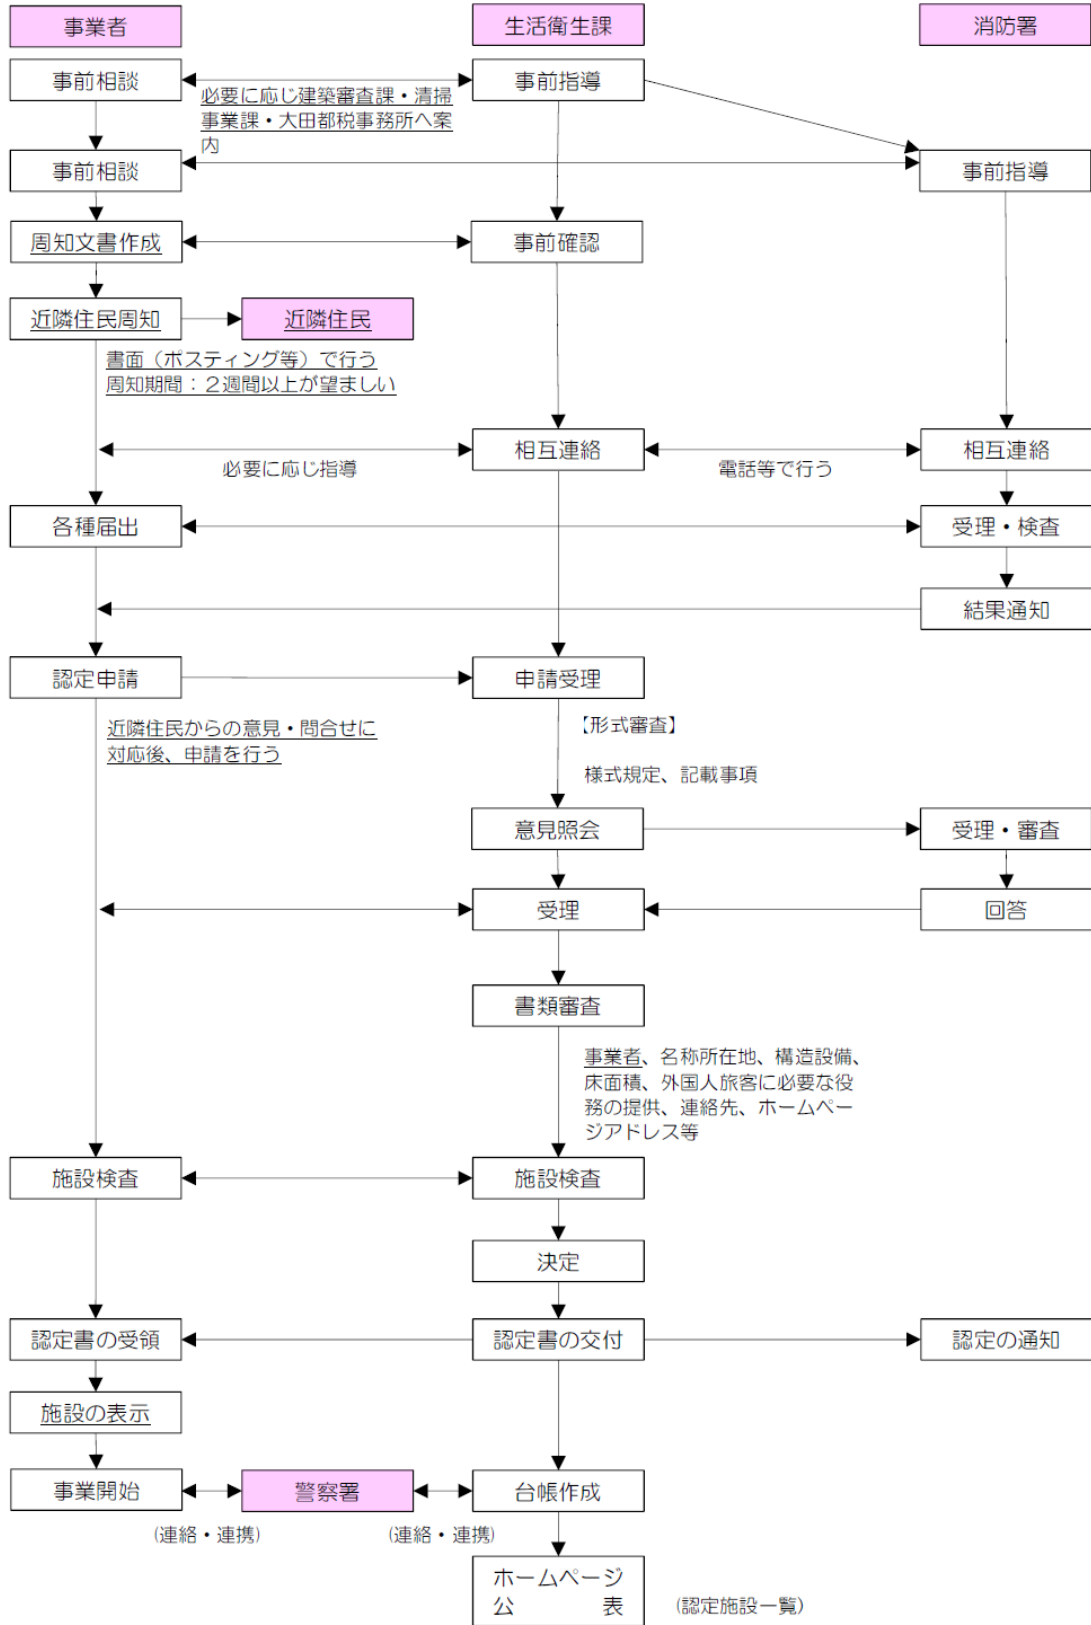 事業者
生活衛生課
消防署
事前相談
事前指導
必要に応じ建築審査課・清掃
事業課・大田都税事務所へ案
内
事前相談
事前指導
周知文書作成
事前確認
近隣住民周知
近隣住民
書面（ポスティング等）で行う
周知期間：２週間以上が望ましい
相互連絡
相互連絡
必要に応じ指導
電話等で行う
各種届出
受理・検査
結果通知
認定申請
申請受理
近隣住民からの意見・問合せに
対応後、申請を行う
【形式審査】
様式規定、記載事項
意見照会
受理・審査
受理
回答
書類審査
事業者、名称所在地、構造設備、
床面積、外国人旅客に必要な役
務の提供、連絡先、ホームペー
ジアドレス等
施設検査
施設検査
決定
認定書の受領
認定書の交付
認定の通知
施設の表示
事業開始
警察署
台帳作成
(連絡・連携)
(連絡・連携)
ホームページ
公　　　　表
(認定施設一覧)